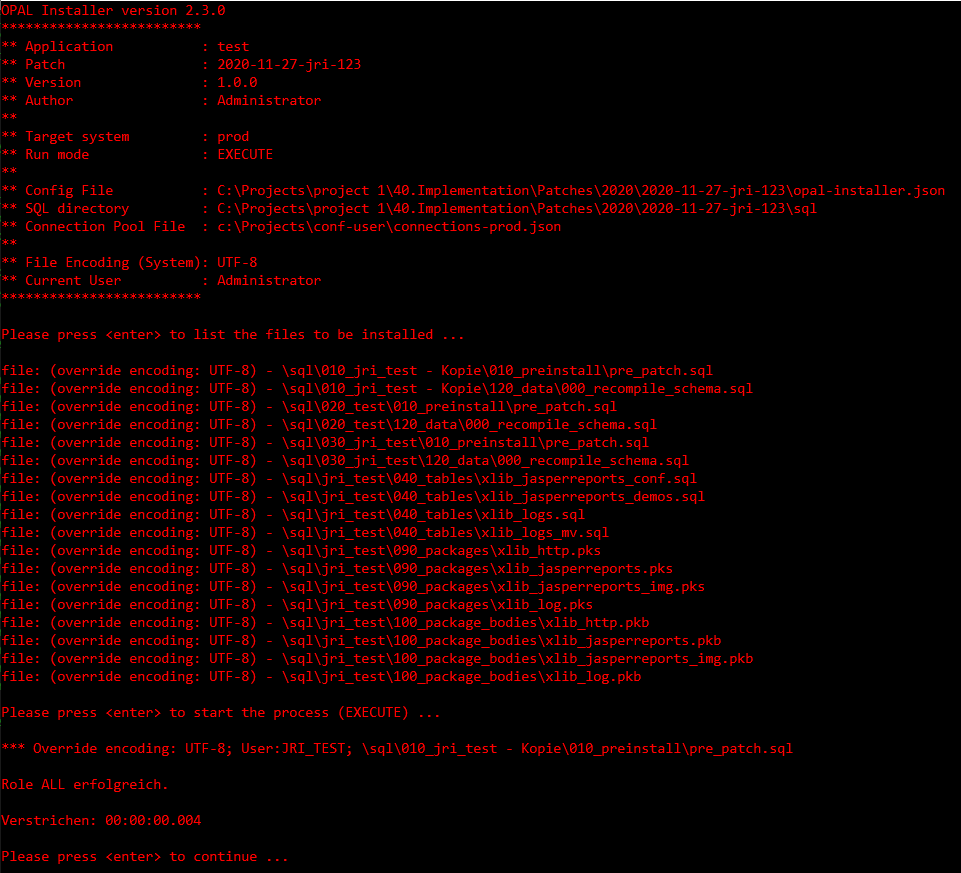 OPAL Installer version 2.3.0
*************************
** Application           : test
** Patch                 : 2020-11-27-jri-123
** Version               : 1.0.0
** Author                : Administrator
**
** Target system         : prod
** Run mode              : EXECUTE
**
** Config File           : C:\Projects\project 1\40.Implementation\Patches\2020\2020-11-27-jri-123\opal-installer.json
** SQL directory         : C:\Projects\project 1\40.Implementation\Patches\2020\2020-11-27-jri-123\sql
** Connection Pool File  : c:\Projects\conf-user\connections-prod.json
**
** File Encoding (System): UTF-8
** Current User          : Administrator
*************************
Please press <enter> to list the files to be installed ...
file: (override encoding: UTF-8) - \sql\010_jri_test - Kopie\010_preinstall\pre_patch.sql
file: (override encoding: UTF-8) - \sql\010_jri_test - Kopie\120_data\000_recompile_schema.sql
file: (override encoding: UTF-8) - \sql\020_test\010_preinstall\pre_patch.sql
file: (override encoding: UTF-8) - \sql\020_test\120_data\000_recompile_schema.sql
file: (override encoding: UTF-8) - \sql\030_jri_test\010_preinstall\pre_patch.sql
file: (override encoding: UTF-8) - \sql\030_jri_test\120_data\000_recompile_schema.sql
file: (override encoding: UTF-8) - \sql\jri_test\040_tables\xlib_jasperreports_conf.sql
file: (override encoding: UTF-8) - \sql\jri_test\040_tables\xlib_jasperreports_demos.sql
file: (override encoding: UTF-8) - \sql\jri_test\040_tables\xlib_logs.sql
file: (override encoding: UTF-8) - \sql\jri_test\040_tables\xlib_logs_mv.sql
file: (override encoding: UTF-8) - \sql\jri_test\090_packages\xlib_http.pks
file: (override encoding: UTF-8) - \sql\jri_test\090_packages\xlib_jasperreports.pks
file: (override encoding: UTF-8) - \sql\jri_test\090_packages\xlib_jasperreports_img.pks
file: (override encoding: UTF-8) - \sql\jri_test\090_packages\xlib_log.pks
file: (override encoding: UTF-8) - \sql\jri_test\100_package_bodies\xlib_http.pkb
file: (override encoding: UTF-8) - \sql\jri_test\100_package_bodies\xlib_jasperreports.pkb
file: (override encoding: UTF-8) - \sql\jri_test\100_package_bodies\xlib_jasperreports_img.pkb
file: (override encoding: UTF-8) - \sql\jri_test\100_package_bodies\xlib_log.pkb
Please press <enter> to start the process (EXECUTE) ...
*** Override encoding: UTF-8; User:JRI_TEST; \sql\010_jri_test - Kopie\010_preinstall\pre_patch.sql
Role ALL erfolgreich.
Verstrichen: 00:00:00.004
Please press <enter> to continue ...